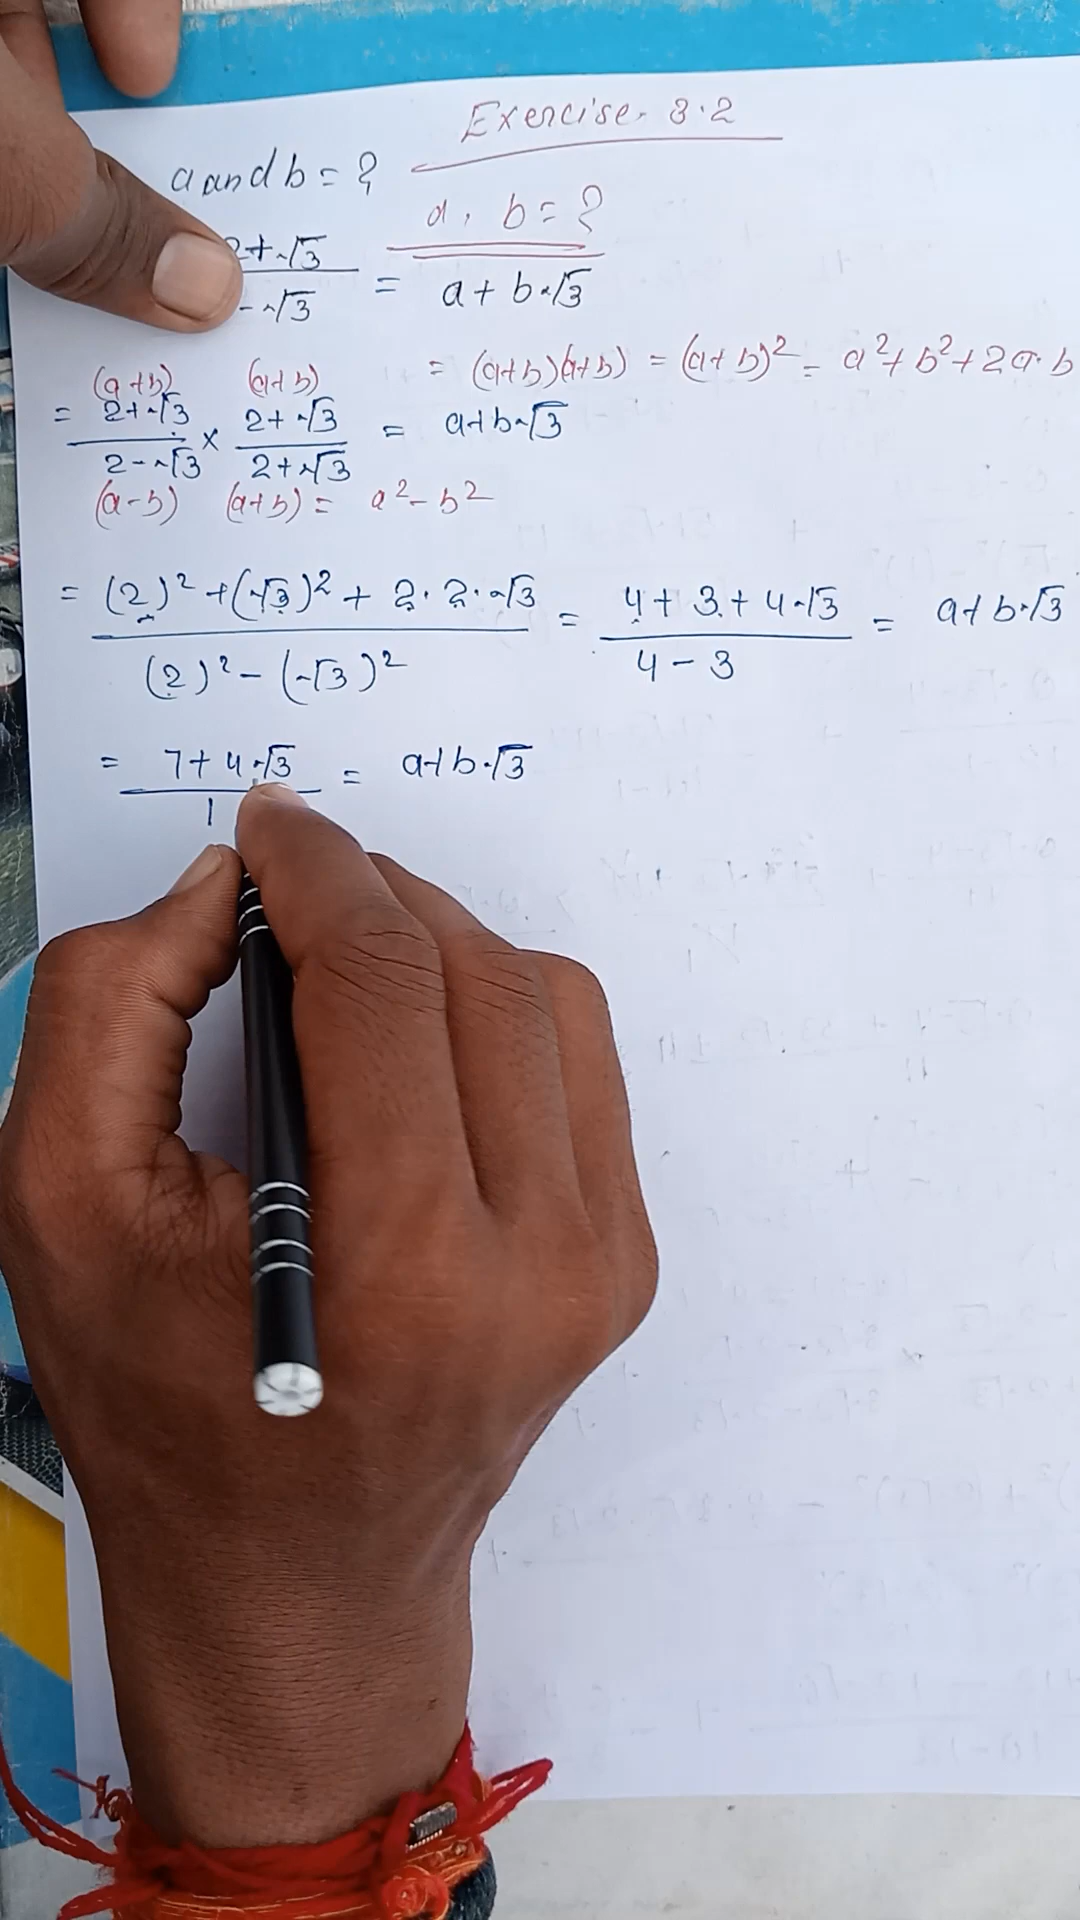 Exercise- 3.2
a and b = ?
a, b = ?
2+√3 / -√3 = a + b√3
= (a+b)(a+b) = (a+b)² = a²+b²+2a·b
(a+b) (a+b)
= 2+√3 / 2-√3 × 2+√3 / 2+√3 = a+b√3
(a-b) (a+b) = a²-b²
= (2)²+(√3)²+2·2·√3 / (2)²-(√3)² = 4+3+4√3 / 4-3 = a+b√3
= 7+4√3 / 1 = a+b√3